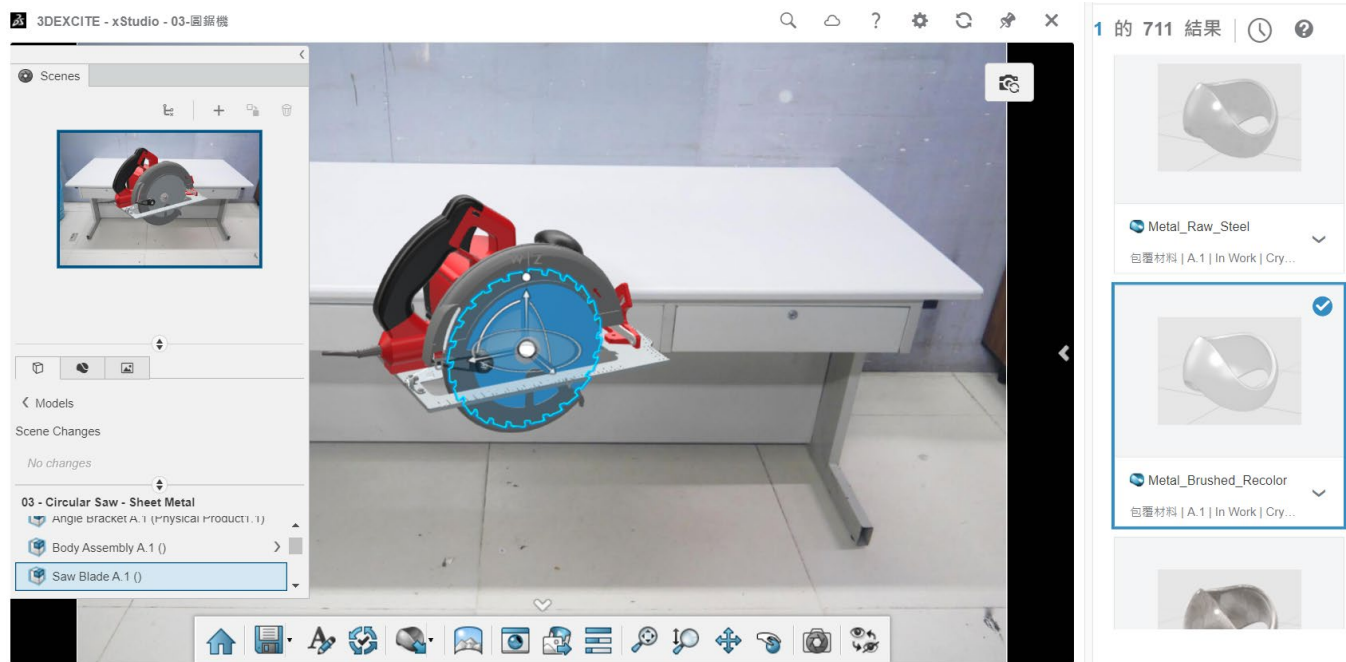 3DEXCITE - xStudio - 03-圓鋸機
1 的 711 結果
Scenes
Models
Scene Changes
No changes
03 - Circular Saw - Sheet Metal
Angle Bracket A.1 (Physical Product1.1)
Body Assembly A.1 ()
Saw Blade A.1 ()
W
Z
Metal_Raw_Steel
包覆材料 | A.1 | In Work | Cry...
Metal_Brushed_Recolor
包覆材料 | A.1 | In Work | Cry...